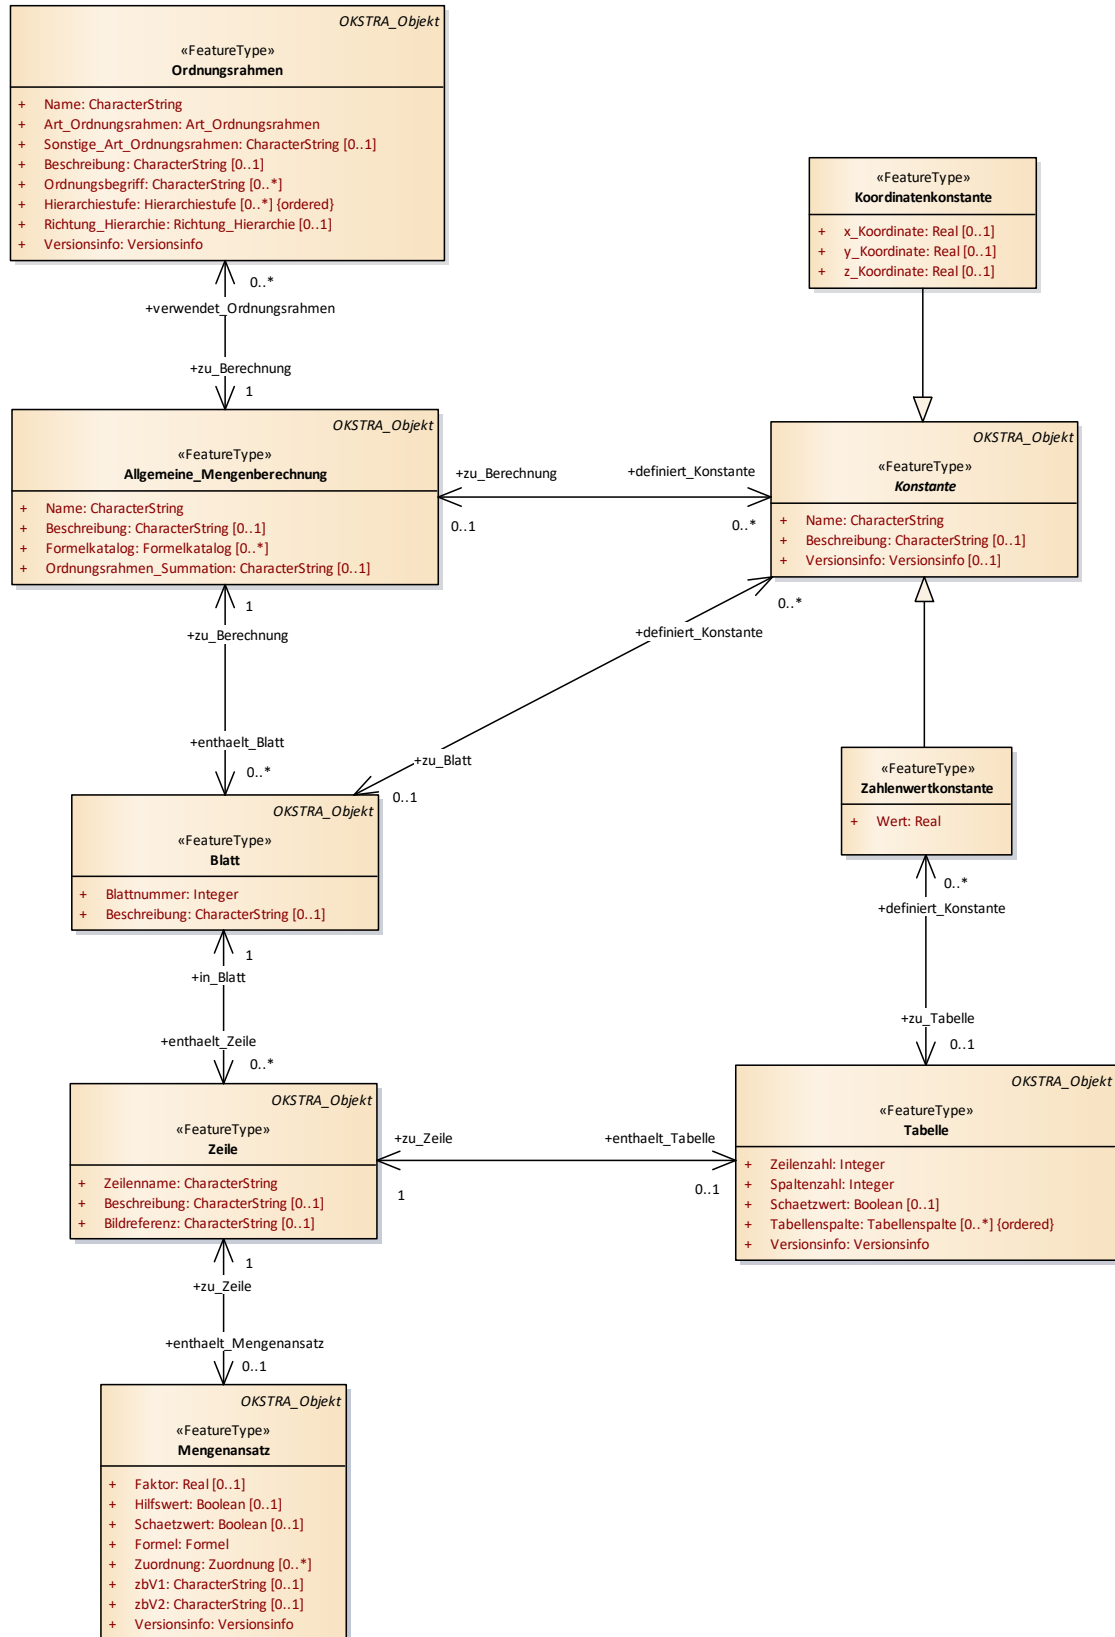 OKSTRA_Objekt
«FeatureType»
Ordnungsrahmen
+ Name: CharacterString
+ Art_Ordnungsrahmen: Art_Ordnungsrahmen
+ Sonstige_Art_Ordnungsrahmen: CharacterString [0..1]
+ Beschreibung: CharacterString [0..1]
+ Ordnungsbegriff: CharacterString [0..*]
+ Hierarchiestufe: Hierarchiestufe [0..*] {ordered}
+ Richtung_Hierarchie: Richtung_Hierarchie [0..1]
+ Versionsinfo: Versionsinfo
«FeatureType»
Koordinatenkonstante
+ x_Koordinate: Real [0..1]
+ y_Koordinate: Real [0..1]
+ z_Koordinate: Real [0..1]
0..*
+verwendet_Ordnungsrahmen
+zu_Berechnung
1
OKSTRA_Objekt
«FeatureType»
Allgemeine_Mengenberechnung
+ Name: CharacterString
+ Beschreibung: CharacterString [0..1]
+ Formelkatalog: Formelkatalog [0..*]
+ Ordnungsrahmen_Summation: CharacterString [0..1]
+zu_Berechnung
0..1
+definiert_Konstante
0..*
OKSTRA_Objekt
«FeatureType»
Konstante
+ Name: CharacterString
+ Beschreibung: CharacterString [0..1]
+ Versionsinfo: Versionsinfo [0..1]
1
+zu_Berechnung
+enthaelt_Blatt
0..*
0..*
+definiert_Konstante
+zu_Blatt
0..1
OKSTRA_Objekt
«FeatureType»
Blatt
+ Blattnummer: Integer
+ Beschreibung: CharacterString [0..1]
«FeatureType»
Zahlenwertkonstante
+ Wert: Real
0..*
+definiert_Konstante
+zu_Tabelle
0..1
1
+in_Blatt
+enthaelt_Zeile
0..*
OKSTRA_Objekt
«FeatureType»
Zeile
+ Zeilenname: CharacterString
+ Beschreibung: CharacterString [0..1]
+ Bildreferenz: CharacterString [0..1]
+zu_Zeile
1
+enthaelt_Tabelle
0..1
OKSTRA_Objekt
«FeatureType»
Tabelle
+ Zeilenzahl: Integer
+ Spaltenzahl: Integer
+ Schaetzwert: Boolean [0..1]
+ Tabellenspalte: Tabellenspalte [0..*] {ordered}
+ Versionsinfo: Versionsinfo
1
+zu_Zeile
+enthaelt_Mengenansatz
0..1
OKSTRA_Objekt
«FeatureType»
Mengenansatz
+ Faktor: Real [0..1]
+ Hilfswert: Boolean [0..1]
+ Schaetzwert: Boolean [0..1]
+ Formel: Formel
+ Zuordnung: Zuordnung [0..*]
+ zbV1: CharacterString [0..1]
+ zbV2: CharacterString [0..1]
+ Versionsinfo: Versionsinfo